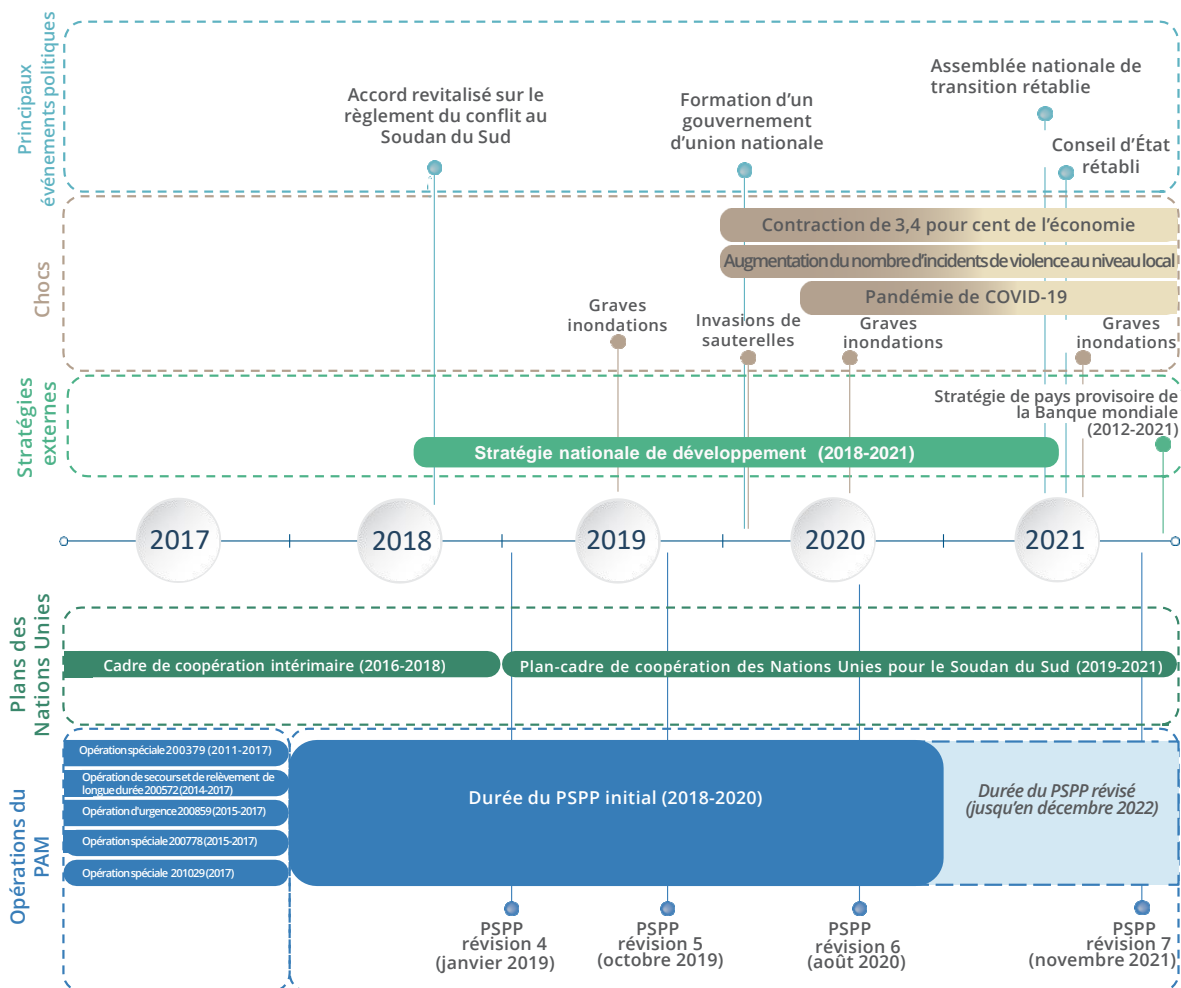 Principaux
événements politiques
Accord revitalisé sur le
règlement du conflit au
Soudan du Sud
Formation d'un
gouvernement
d'union nationale
Assemblée nationale de
transition rétablie
Conseil d'État
rétabli
Chocs
Contraction de 3,4 pour cent de l'économie
Augmentation du nombre d'incidents de violence au niveau local
Pandémie de COVID-19
Graves
inondations
Invasions de
sauterelles
Graves
inondations
Graves
inondations
Stratégies
externes
Stratégie de pays provisoire de
la Banque mondiale
(2012-2021)
Stratégie nationale de développement (2018-2021)
2017
2018
2019
2020
2021
Plans des
Nations Unies
Cadre de coopération intérimaire (2016-2018)
Plan-cadre de coopération des Nations Unies pour le Soudan du Sud (2019-2021)
Opérations du
PAM
Opération spéciale 200379 (2011-2017)
Opération de secours et de relèvement de
longue durée 200572 (2014-2017)
Opération d'urgence 200859 (2015-2017)
Opération spéciale 200778 (2015-2017)
Opération spéciale 201029 (2017)
Durée du PSPP initial (2018-2020)
Durée du PSPP révisé
(jusqu'en décembre 2022)
PSPP
révision 4
(janvier 2019)
PSPP
révision 5
(octobre 2019)
PSPP
révision 6
(août 2020)
PSPP
révision 7
(novembre 2021)